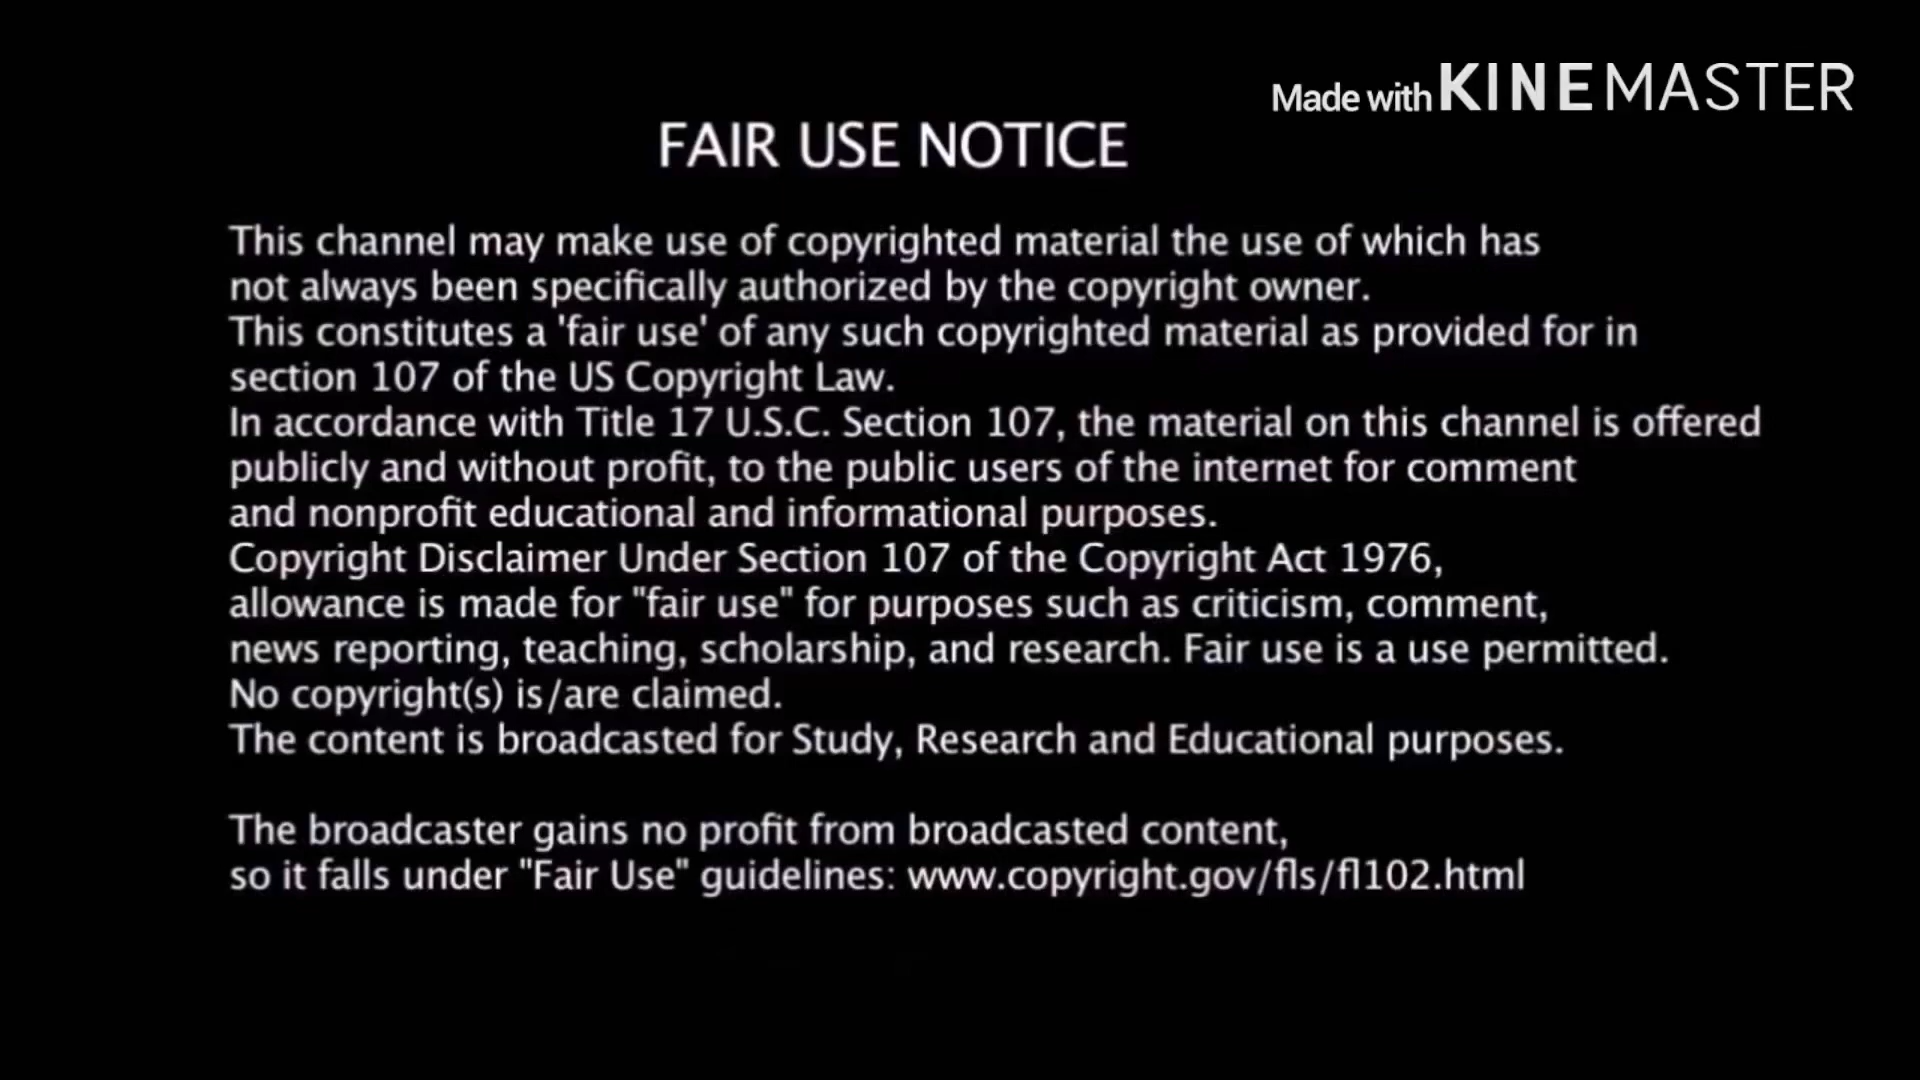 Made with KINEMASTER
FAIR USE NOTICE
This channel may make use of copyrighted material the use of which has
not always been specifically authorized by the copyright owner.
This constitutes a 'fair use' of any such copyrighted material as provided for in
section 107 of the US Copyright Law.
In accordance with Title 17 U.S.C. Section 107, the material on this channel is offered
publicly and without profit, to the public users of the internet for comment
and nonprofit educational and informational purposes.
Copyright Disclaimer Under Section 107 of the Copyright Act 1976,
allowance is made for "fair use" for purposes such as criticism, comment,
news reporting, teaching, scholarship, and research. Fair use is a use permitted.
No copyright(s) is/are claimed.
The content is broadcasted for Study, Research and Educational purposes.
The broadcaster gains no profit from broadcasted content,
so it falls under "Fair Use" guidelines: www.copyright.gov/fls/fl102.html